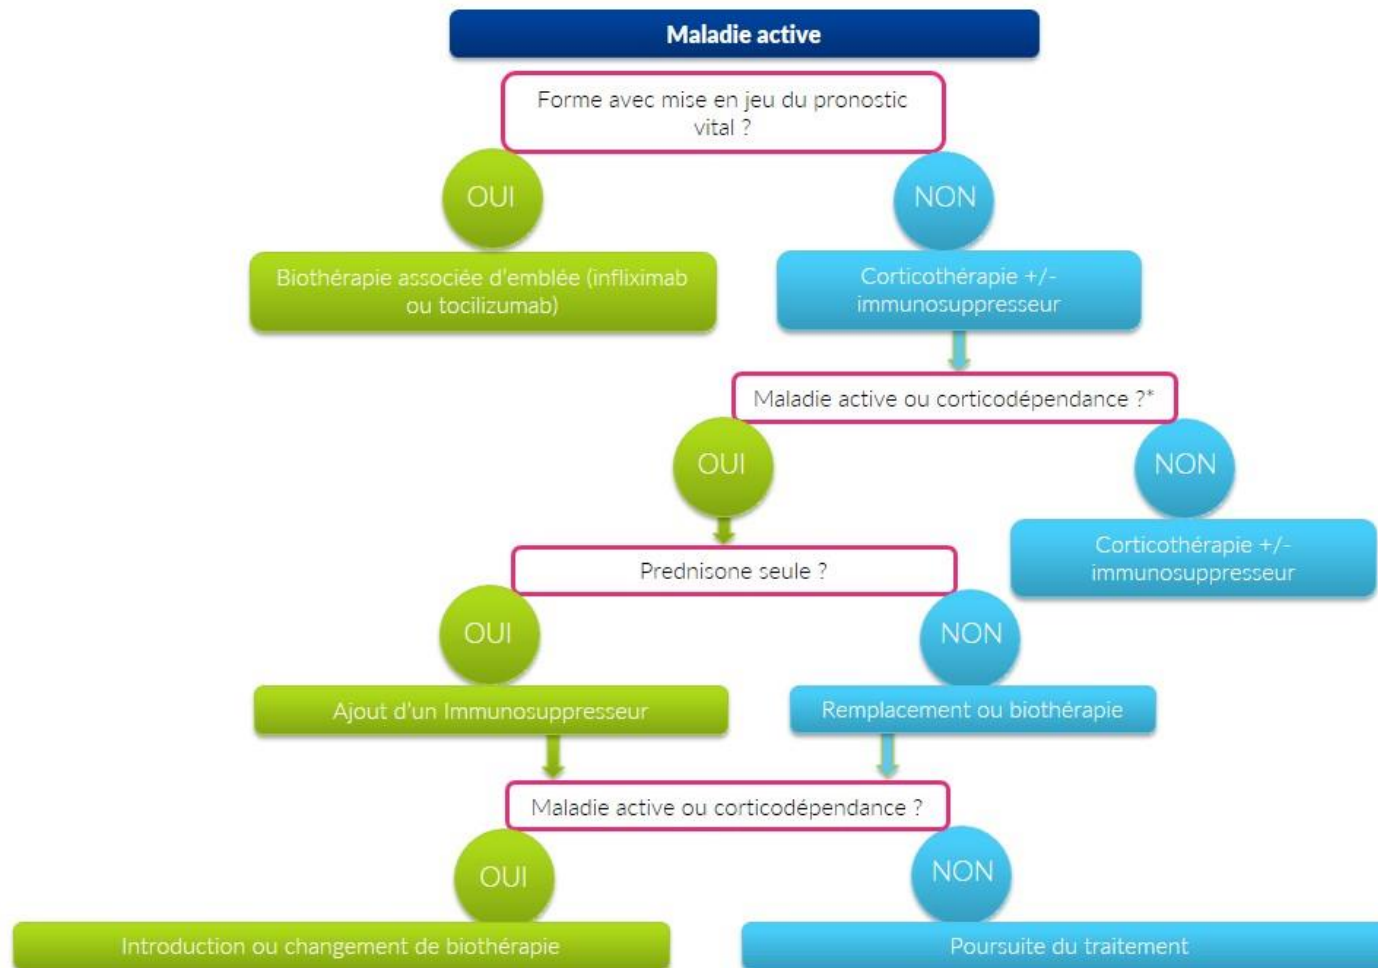 Maladie active
Forme avec mise en jeu du pronostic
vital ?
OUI
NON
Biothérapie associée d'emblée (infliximab
ou tocilizumab)
Corticothérapie +/-
immunosuppresseur
Maladie active ou corticodépendance ?*
OUI
NON
Corticothérapie +/-
immunosuppresseur
Prednisone seule ?
OUI
NON
Ajout d'un Immunosuppresseur
Remplacement ou biothérapie
Maladie active ou corticodépendance ?
OUI
NON
Introduction ou changement de biothérapie
Poursuite du traitement